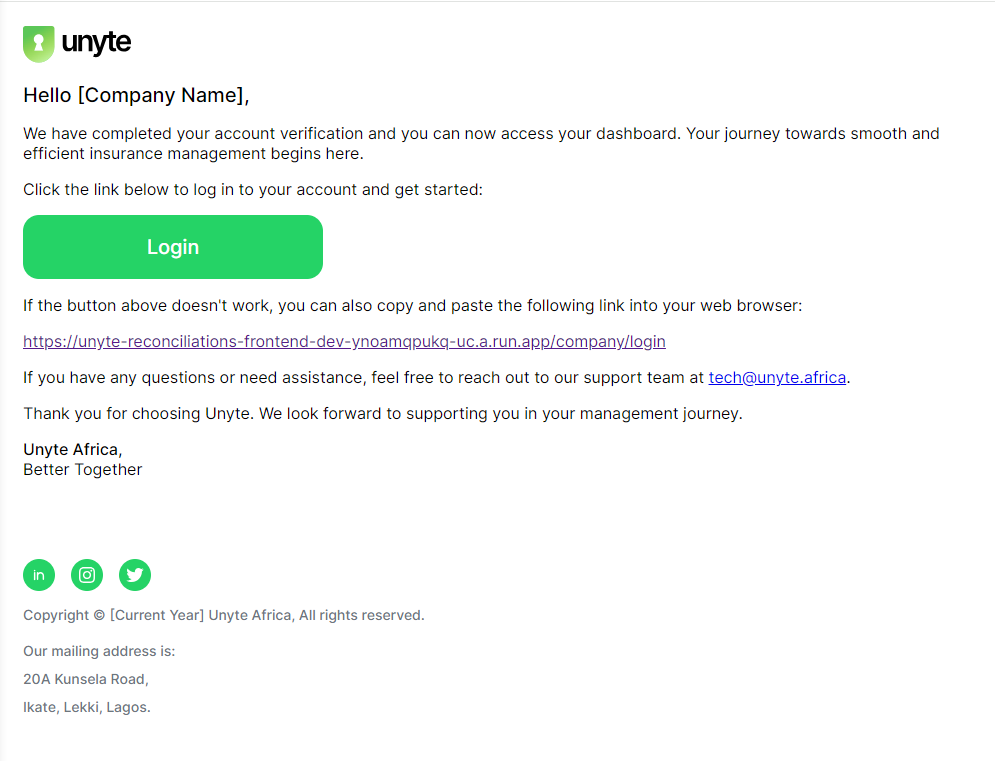 unyte
Hello [Company Name],
We have completed your account verification and you can now access your dashboard. Your journey towards smooth and
efficient insurance management begins here.
Click the link below to log in to your account and get started:
Login
If the button above doesn't work, you can also copy and paste the following link into your web browser:
https://unyte-reconciliations-frontend-dev-ynoamqpukq-uc.a.run.app/company/login
If you have any questions or need assistance, feel free to reach out to our support team at tech@unyte.africa.
Thank you for choosing Unyte. We look forward to supporting you in your management journey.
Unyte Africa,
Better Together
in
Copyright © [Current Year] Unyte Africa, All rights reserved.
Our mailing address is:
20A Kunsela Road,
Ikate, Lekki, Lagos.